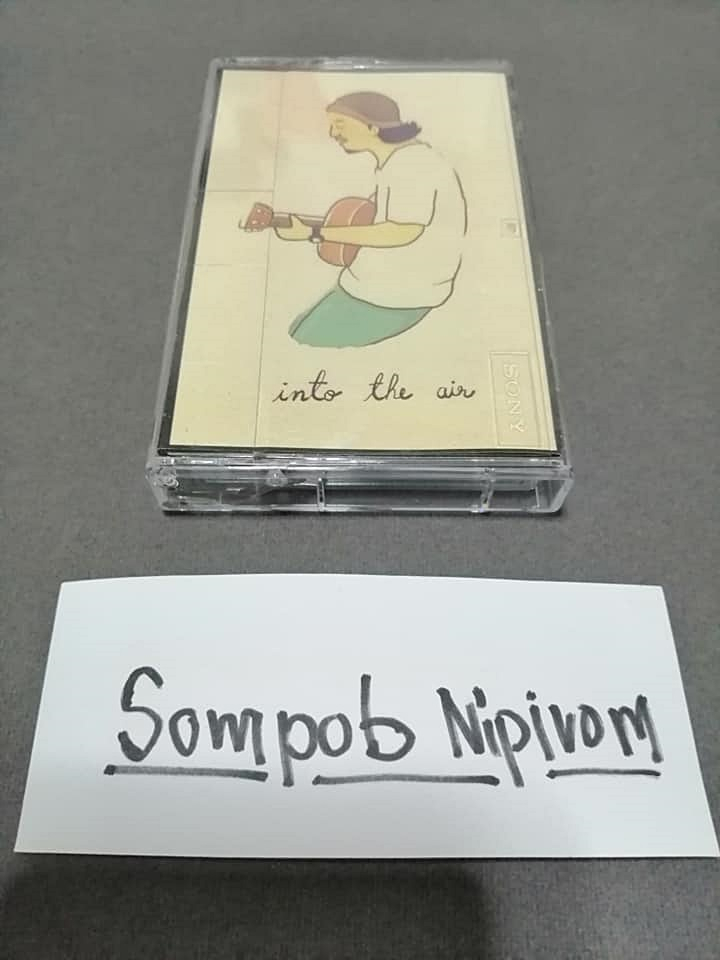 into the air
SONY
Sompob Nipivom